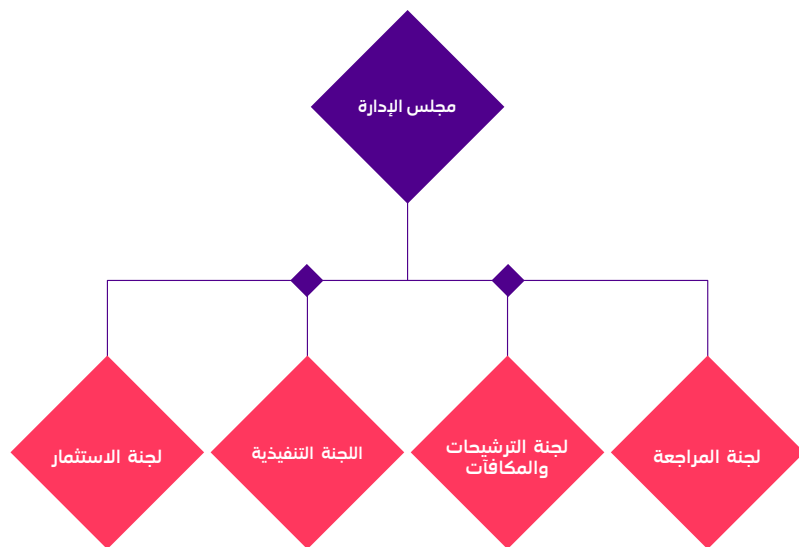 مجلس الإدارة
لجنة المراجعة
لجنة الترشيحات
والمكافآت
اللجنة التنفيذية
لجنة الاستثمار